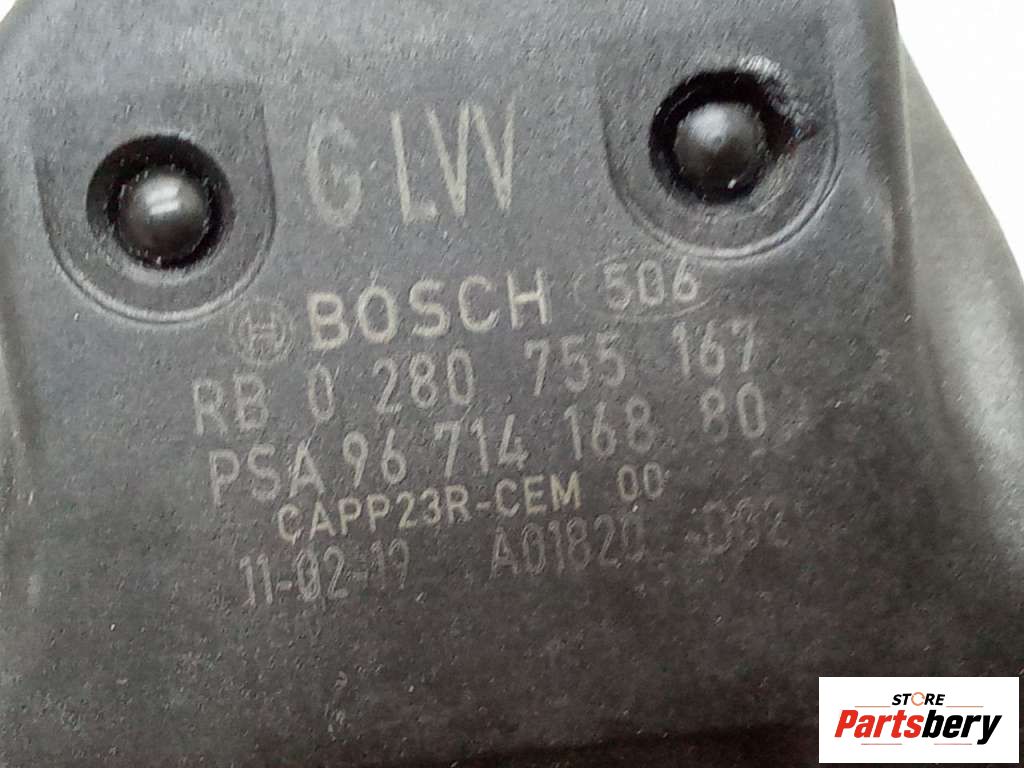 G LVV
BOSCH 506
RB 0 280 755 167
PSA 96 714 168 80
CAPP23R-CEM 00
11-02-19 A01820 -D02
STORE
Partsbery